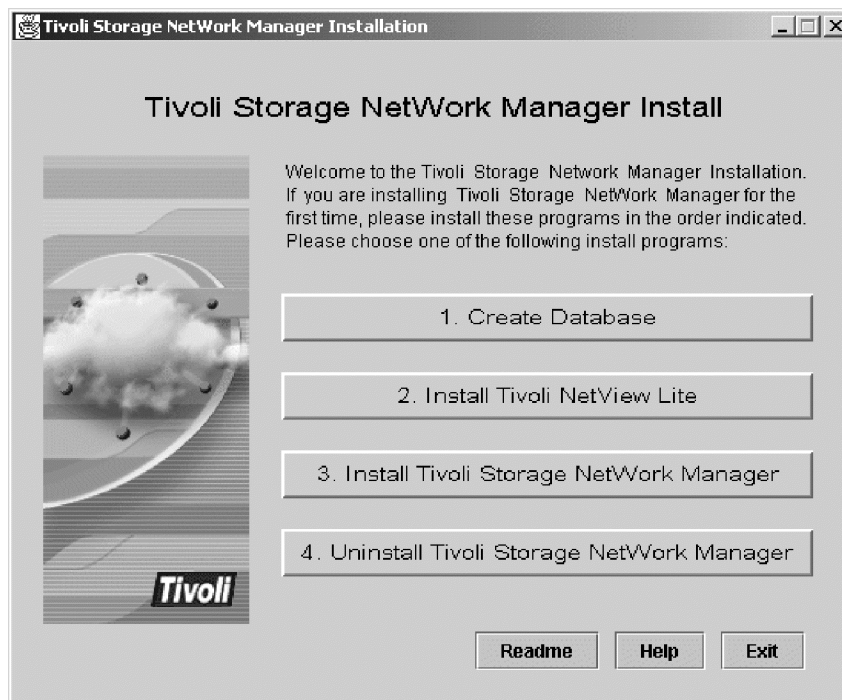 Tivoli Storage NetWork Manager Installation
Tivoli Storage NetWork Manager Install
Welcome to the Tivoli Storage Network Manager Installation.
If you are installing Tivoli Storage NetWork Manager for the
first time, please install these programs in the order indicated.
Please choose one of the following install programs:
1. Create Database
2. Install Tivoli NetView Lite
3. Install Tivoli Storage NetWork Manager
4. Uninstall Tivoli Storage NetWork Manager
Tivoli
Readme Help Exit